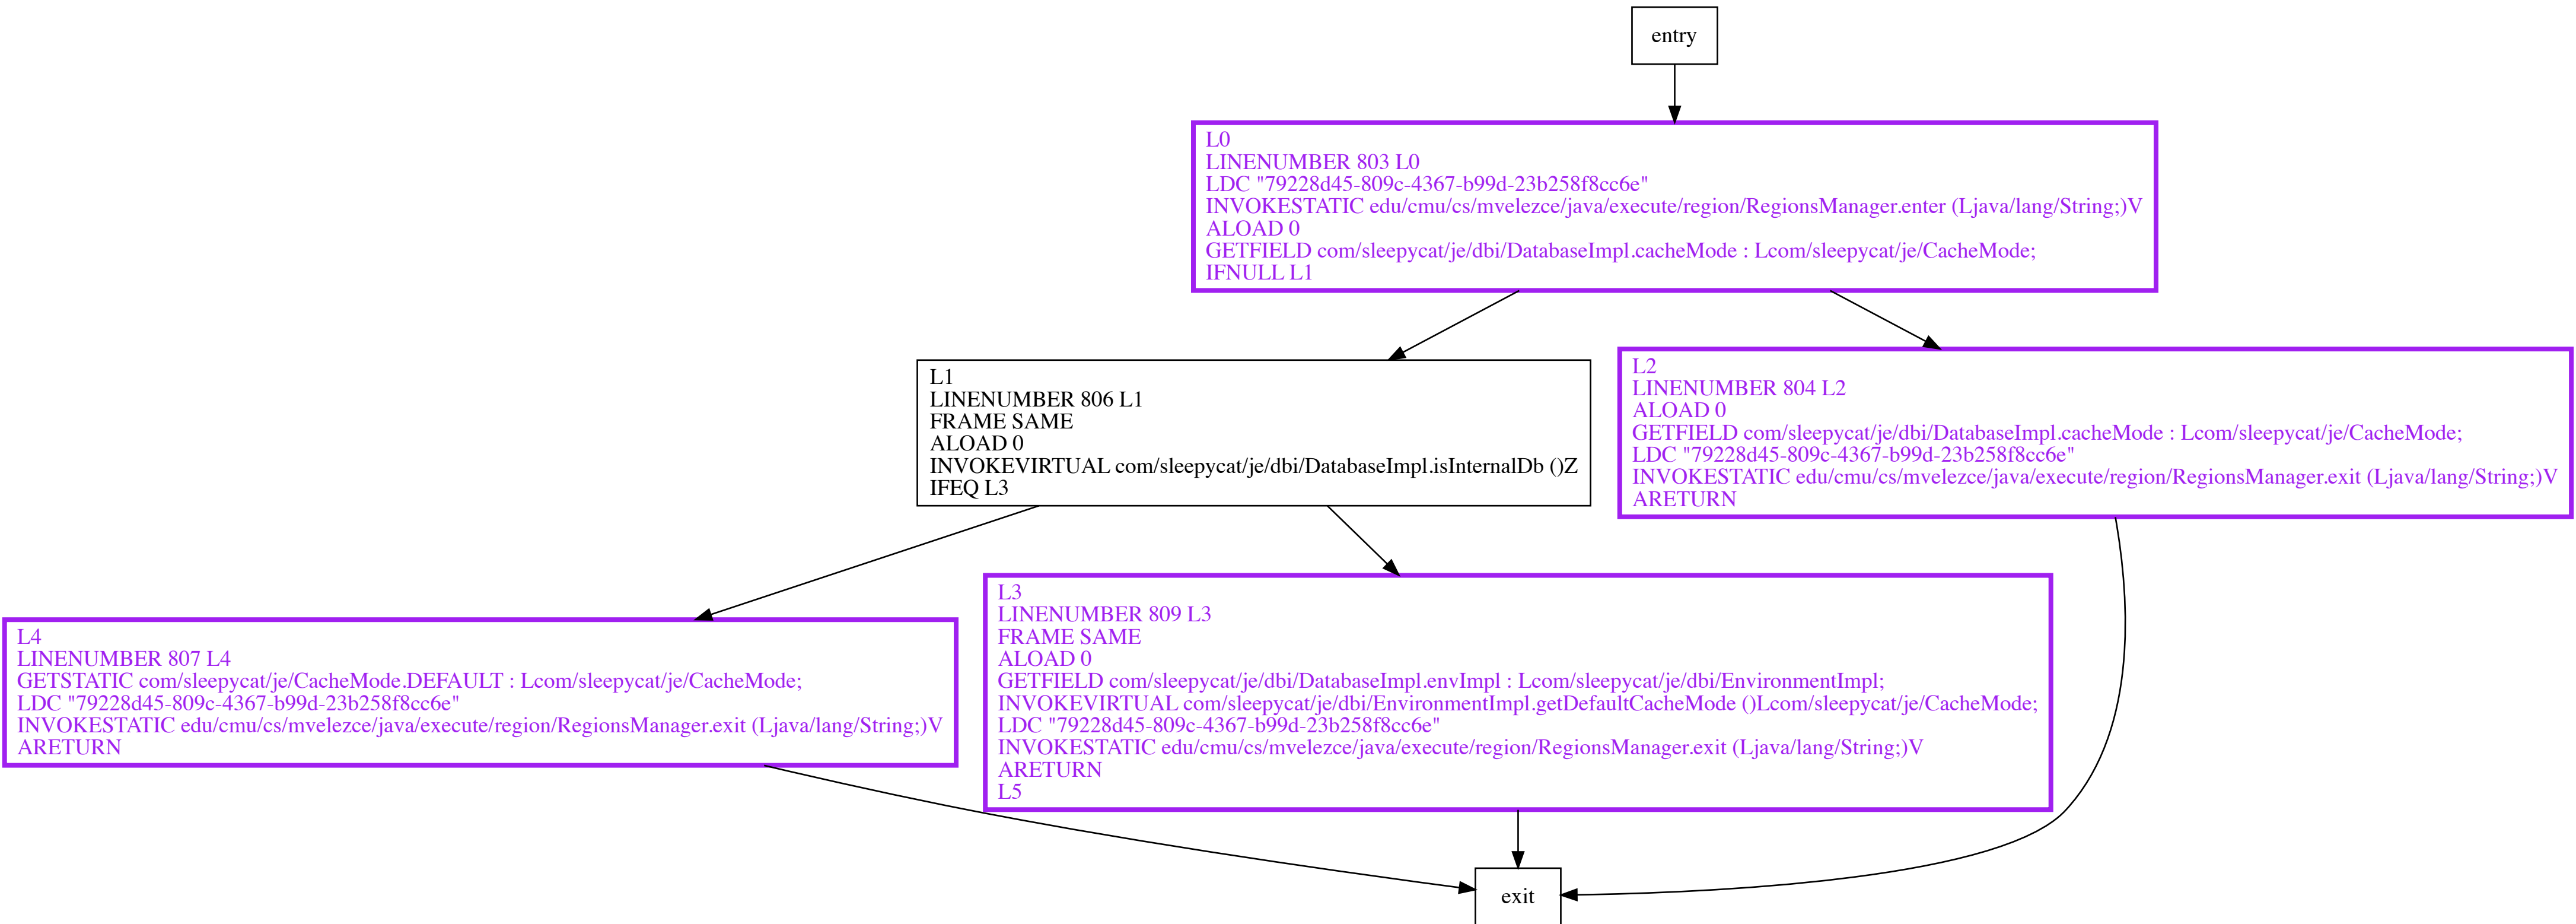 entry
L0
LINENUMBER 803 L0
LDC "79228d45-809c-4367-b99d-23b258f8cc6e"
INVOKESTATIC edu/cmu/cs/mvelezce/java/execute/region/RegionsManager.enter (Ljava/lang/String;)V
ALOAD 0
GETFIELD com/sleepycat/je/dbi/DatabaseImpl.cacheMode : Lcom/sleepycat/je/CacheMode;
IFNULL L1
L1
LINENUMBER 806 L1
FRAME SAME
ALOAD 0
INVOKEVIRTUAL com/sleepycat/je/dbi/DatabaseImpl.isInternalDb ()Z
IFEQ L3
L2
LINENUMBER 804 L2
ALOAD 0
GETFIELD com/sleepycat/je/dbi/DatabaseImpl.cacheMode : Lcom/sleepycat/je/CacheMode;
LDC "79228d45-809c-4367-b99d-23b258f8cc6e"
INVOKESTATIC edu/cmu/cs/mvelezce/java/execute/region/RegionsManager.exit (Ljava/lang/String;)V
ARETURN
L4
LINENUMBER 807 L4
GETSTATIC com/sleepycat/je/CacheMode.DEFAULT : Lcom/sleepycat/je/CacheMode;
LDC "79228d45-809c-4367-b99d-23b258f8cc6e"
INVOKESTATIC edu/cmu/cs/mvelezce/java/execute/region/RegionsManager.exit (Ljava/lang/String;)V
ARETURN
L3
LINENUMBER 809 L3
FRAME SAME
ALOAD 0
GETFIELD com/sleepycat/je/dbi/DatabaseImpl.envImpl : Lcom/sleepycat/je/dbi/EnvironmentImpl;
INVOKEVIRTUAL com/sleepycat/je/dbi/EnvironmentImpl.getDefaultCacheMode ()Lcom/sleepycat/je/CacheMode;
LDC "79228d45-809c-4367-b99d-23b258f8cc6e"
INVOKESTATIC edu/cmu/cs/mvelezce/java/execute/region/RegionsManager.exit (Ljava/lang/String;)V
ARETURN
L5
exit